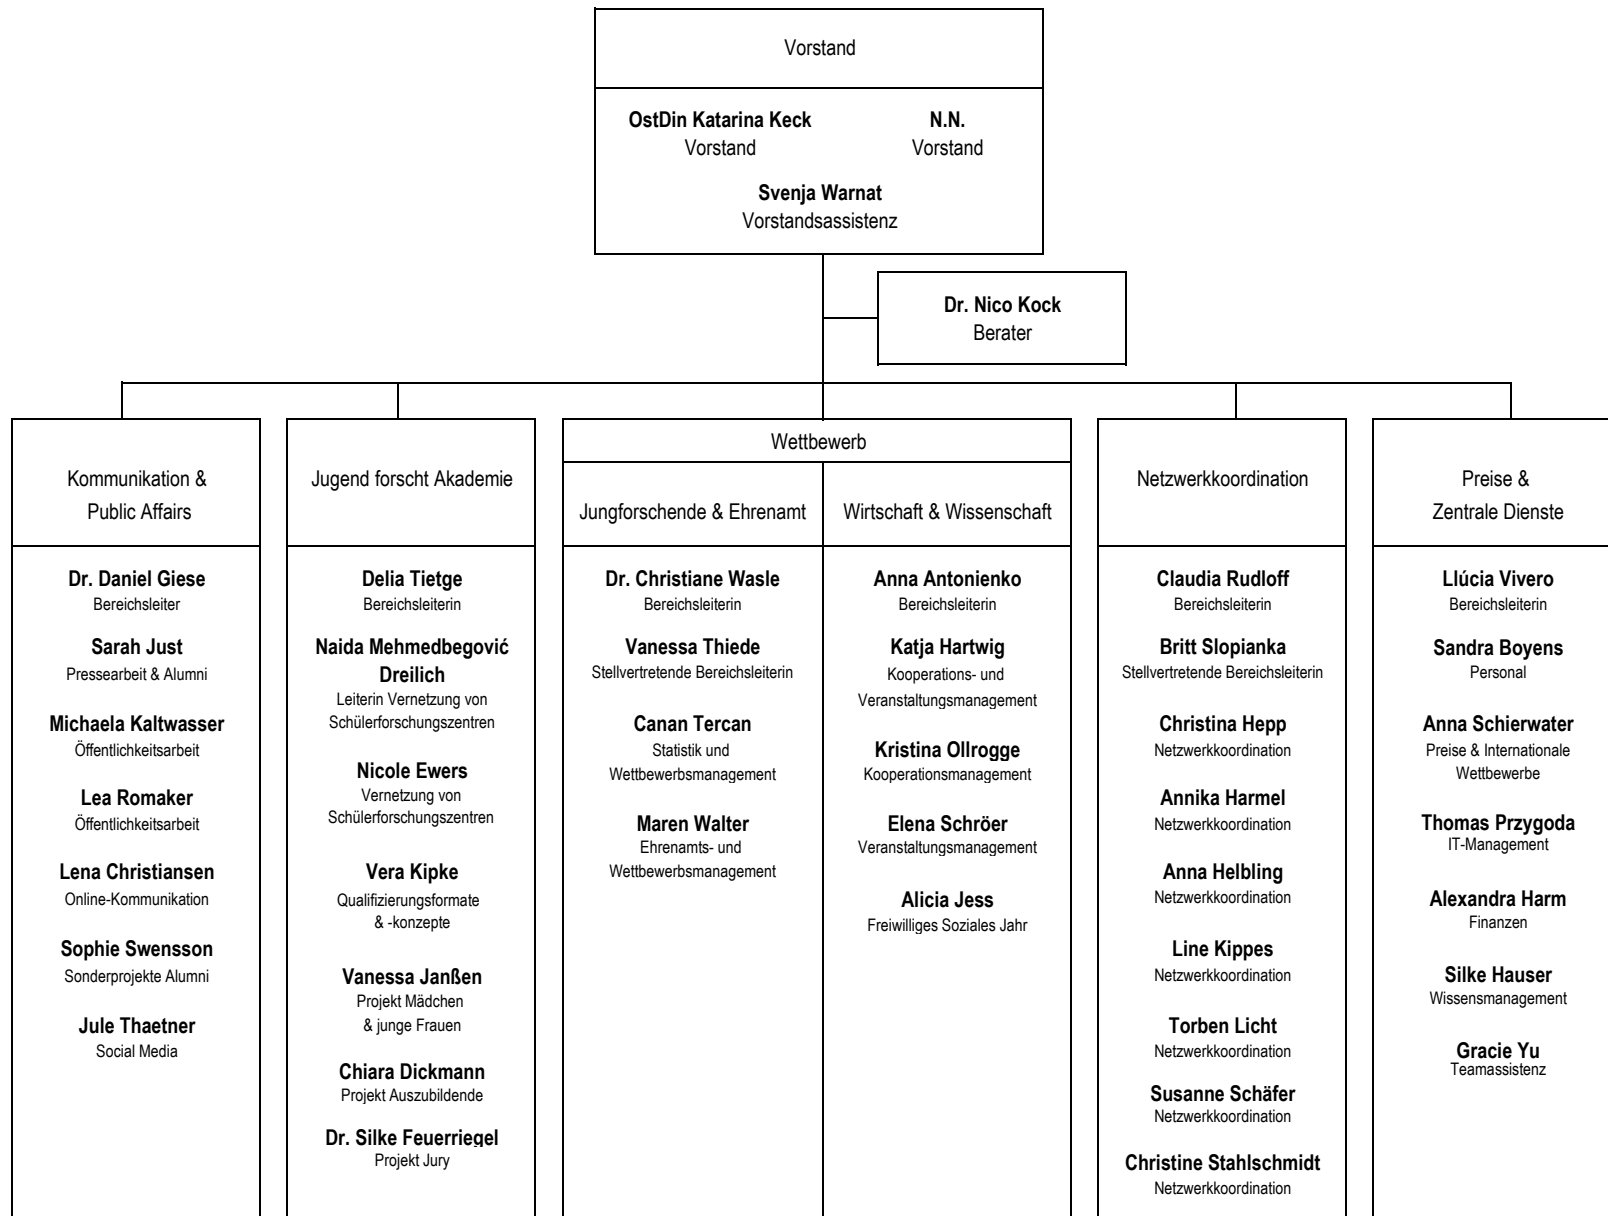 Vorstand
OstDin Katarina Keck
Vorstand
N.N.
Vorstand
Svenja Warnat
Vorstandsassistenz
Dr. Nico Kock
Berater
Kommunikation &
Public Affairs
Dr. Daniel Giese
Bereichsleiter
Sarah Just
Pressearbeit & Alumni
Michaela Kaltwasser
Öffentlichkeitsarbeit
Lea Romaker
Öffentlichkeitsarbeit
Lena Christiansen
Online-Kommunikation
Sophie Swensson
Sonderprojekte Alumni
Jule Thaetner
Social Media
Jugend forscht Akademie
Delia Tietge
Bereichsleiterin
Naida Mehmedbegović
Dreilich
Leiterin Vernetzung von
Schülerforschungszentren
Nicole Ewers
Vernetzung von
Schülerforschungszentren
Vera Kipke
Qualifizierungsformate
& -konzepte
Vanessa Janßen
Projekt Mädchen
& junge Frauen
Chiara Dickmann
Projekt Auszubildende
Dr. Silke Feuerriegel
Projekt Jury
Wettbewerb
Jungforschende & Ehrenamt
Dr. Christiane Wasle
Bereichsleiterin
Vanessa Thiede
Stellvertretende Bereichsleiterin
Canan Tercan
Statistik und
Wettbewerbsmanagement
Maren Walter
Ehrenamts- und
Wettbewerbsmanagement
Wirtschaft & Wissenschaft
Anna Antonienko
Bereichsleiterin
Katja Hartwig
Kooperations- und
Veranstaltungsmanagement
Kristina Ollrogge
Kooperationsmanagement
Elena Schröer
Veranstaltungsmanagement
Alicia Jess
Freiwilliges Soziales Jahr
Netzwerkkoordination
Claudia Rudloff
Bereichsleiterin
Britt Slopianka
Stellvertretende Bereichsleiterin
Christina Hepp
Netzwerkkoordination
Annika Harmel
Netzwerkkoordination
Anna Helbling
Netzwerkkoordination
Line Kippes
Netzwerkkoordination
Torben Licht
Netzwerkkoordination
Susanne Schäfer
Netzwerkkoordination
Christine Stahlschmidt
Netzwerkkoordination
Preise &
Zentrale Dienste
Llúcia Vivero
Bereichsleiterin
Sandra Boyens
Personal
Anna Schierwater
Preise & Internationale
Wettbewerbe
Thomas Przygoda
IT-Management
Alexandra Harm
Finanzen
Silke Hauser
Wissensmanagement
Gracie Yu
Teamassistenz